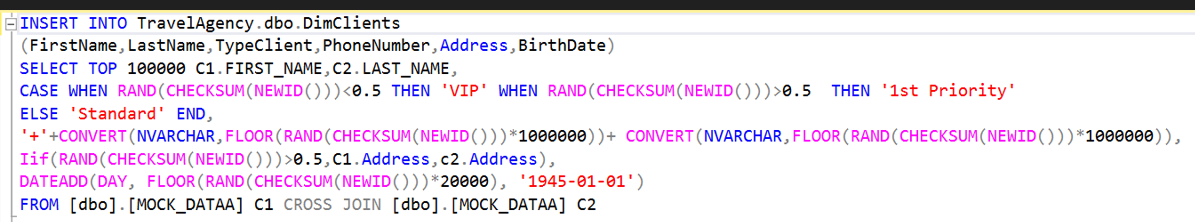 INSERT INTO TravelAgency.dbo.DimClients
(FirstName,LastName,TypeClient,PhoneNumber,Address,BirthDate)
SELECT TOP 100000 C1.FIRST_NAME,C2.LAST_NAME,
CASE WHEN RAND(CHECKSUM(NEWID()))<0.5 THEN 'VIP' WHEN RAND(CHECKSUM(NEWID()))>0.5  THEN '1st Priority'
ELSE 'Standard' END,
'+'+CONVERT(NVARCHAR,FLOOR(RAND(CHECKSUM(NEWID()))*1000000))+ CONVERT(NVARCHAR,FLOOR(RAND(CHECKSUM(NEWID()))*1000000)),
Iif(RAND(CHECKSUM(NEWID()))>0.5,C1.Address,c2.Address),
DATEADD(DAY, FLOOR(RAND(CHECKSUM(NEWID()))*20000), '1945-01-01')
FROM [dbo].[MOCK_DATAA] C1 CROSS JOIN [dbo].[MOCK_DATAA] C2